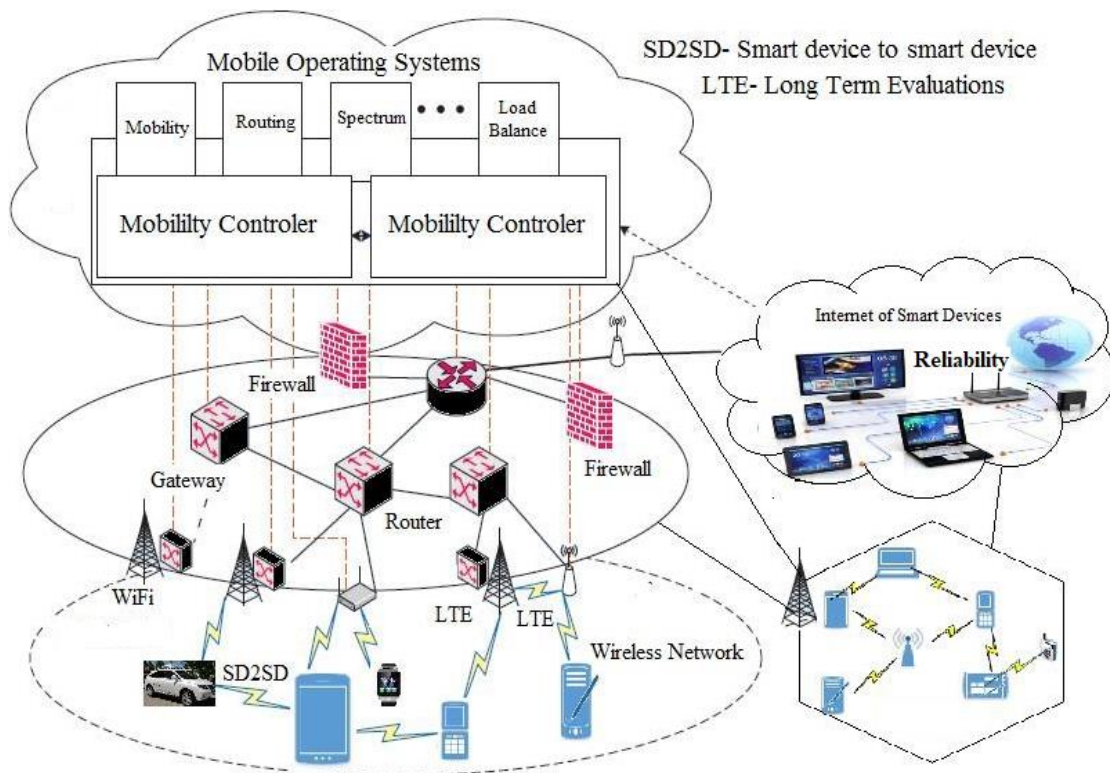 SD2SD- Smart device to smart device
LTE- Long Term Evaluations
Mobile Operating Systems
Mobility
Routing
Spectrum
Load
Balance
Mobililty Controler
Mobililty Controler
Internet of Smart Devices
Reliability
Firewall
Firewall
Gateway
Router
WiFi
LTE
LTE
SD2SD
Wireless Network